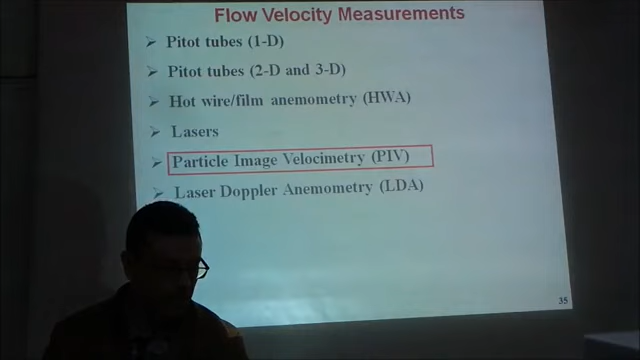 Flow Velocity Measurements
➢ Pitot tubes (1-D)
➢ Pitot tubes (2-D and 3-D)
➢ Hot wire/film anemometry (HWA)
➢ Lasers
➢ Particle Image Velocimetry (PIV)
➢ Laser Doppler Anemometry (LDA)
35